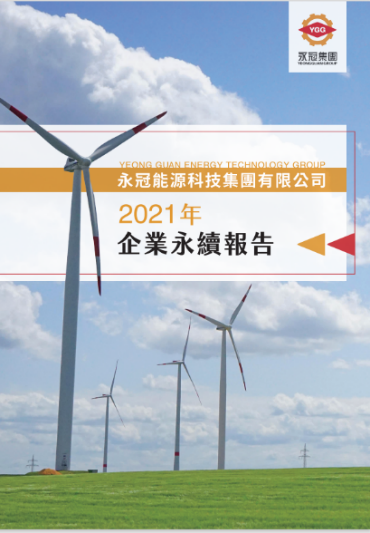 YGG
永冠集團
YEONG GUAN GROUP
YEONG GUAN ENERGY TECHNOLOGY GROUP
永冠能源科技集團有限公司
2021年
企業永續報告